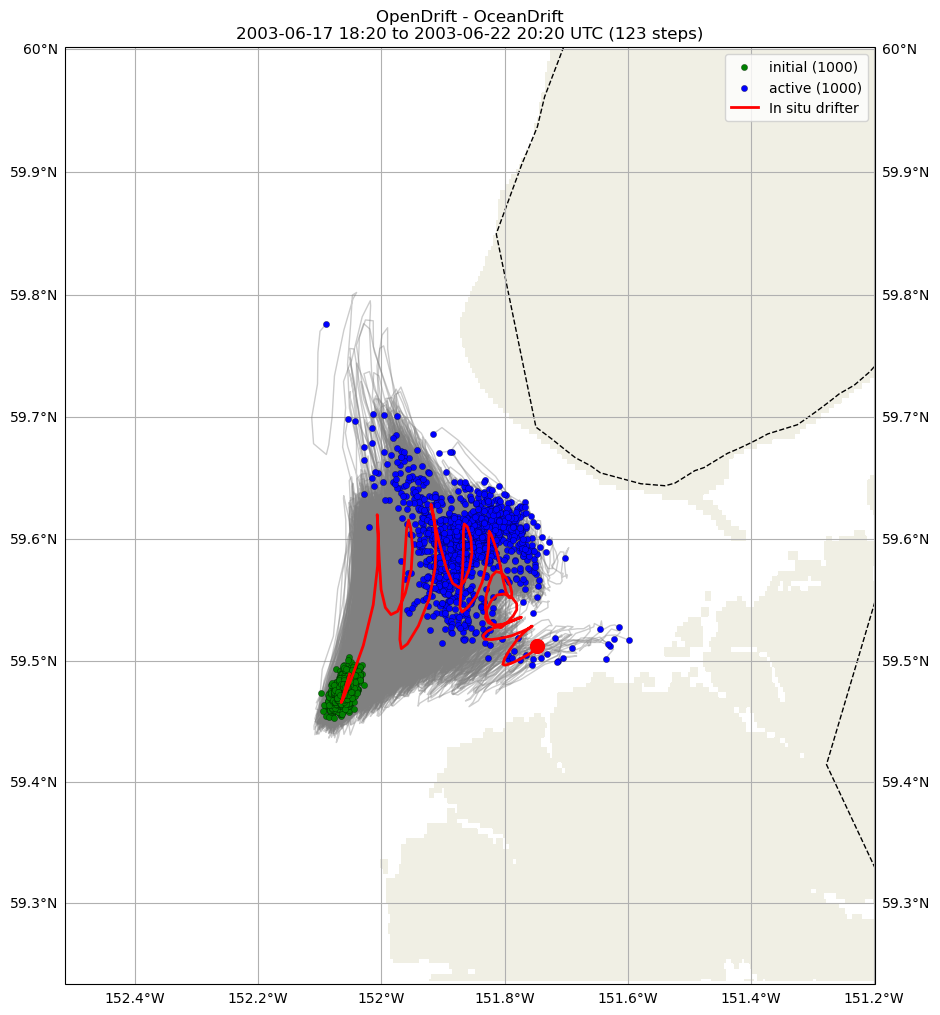 OpenDrift - OceanDrift
2003-06-17 18:20 to 2003-06-22 20:20 UTC (123 steps)
60°N 60°N
initial (1000)
active (1000)
In situ drifter
59.9°N 59.9°N
59.8°N 59.8°N
59.7°N 59.7°N
59.6°N 59.6°N
59.5°N 59.5°N
59.4°N 59.4°N
59.3°N 59.3°N
152.4°W 152.2°W 152°W 151.8°W 151.6°W 151.4°W 151.2°W